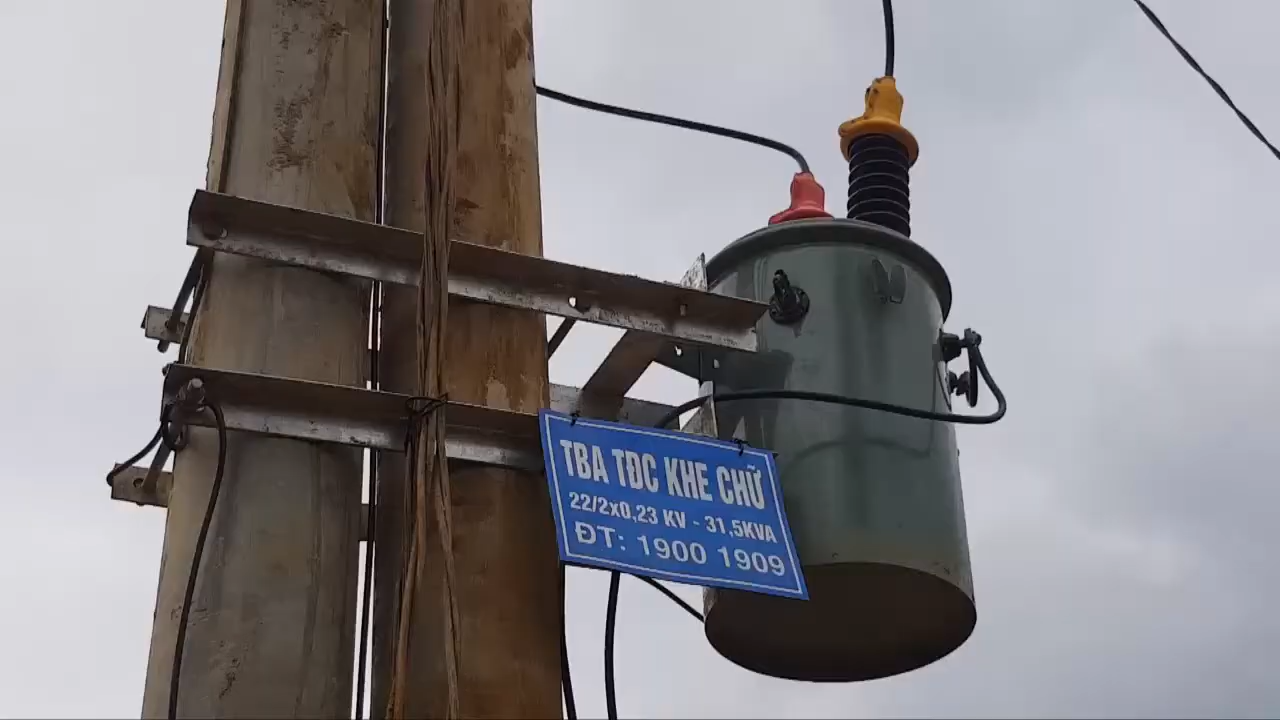 TBA TĐC KHE CHỮ
22/2x0,23 KV - 31,5KVA
ĐT: 1900 1909